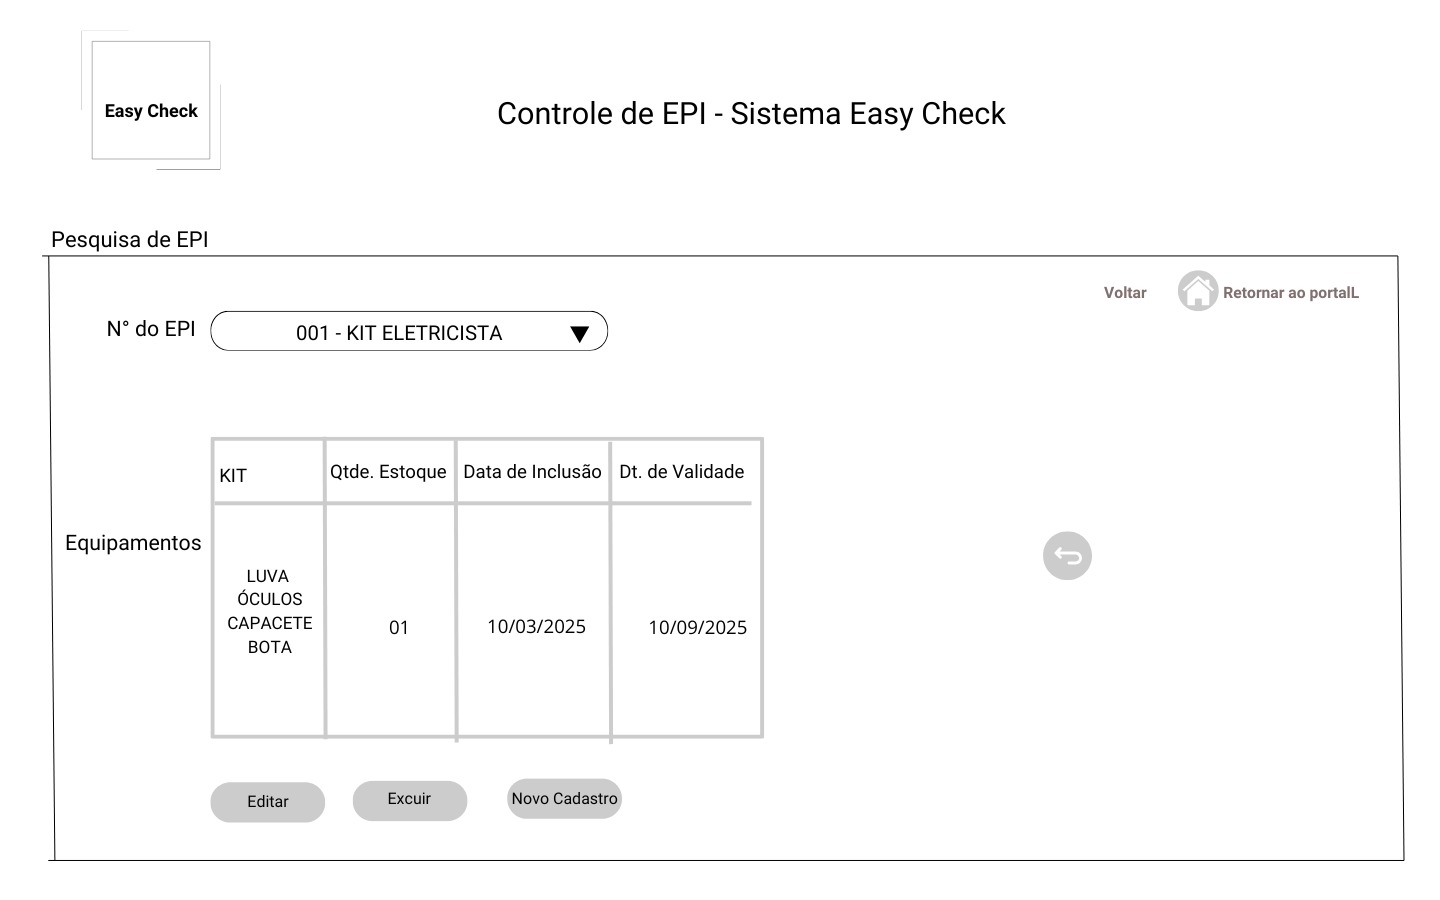 Easy Check
Controle de EPI - Sistema Easy Check
Pesquisa de EPI
Voltar
Retornar ao portalL
N° do EPI
001 - KIT ELETRICISTA
KIT
Qtde. Estoque
Data de Inclusão
Dt. de Validade
Equipamentos
LUVA
ÓCULOS
CAPACETE
BOTA
01
10/03/2025
10/09/2025
Editar
Excuir
Novo Cadastro